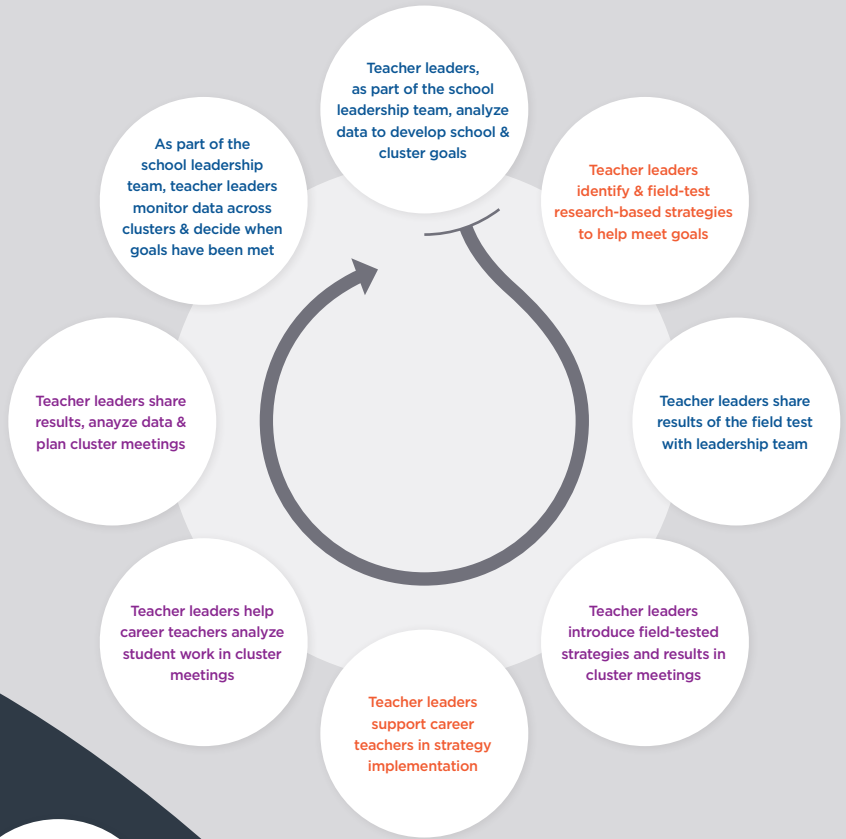 Teacher leaders,
as part of the school
leadership team, analyze
data to develop school &
cluster goals
Teacher leaders
identify & field-test
research-based strategies
to help meet goals
Teacher leaders share
results of the field test
with leadership team
Teacher leaders
introduce field-tested
strategies and results in
cluster meetings
Teacher leaders
support career
teachers in strategy
implementation
Teacher leaders help
career teachers analyze
student work in cluster
meetings
Teacher leaders share
results, anayze data &
plan cluster meetings
As part of the
school leadership
team, teacher leaders
monitor data across
clusters & decide when
goals have been met